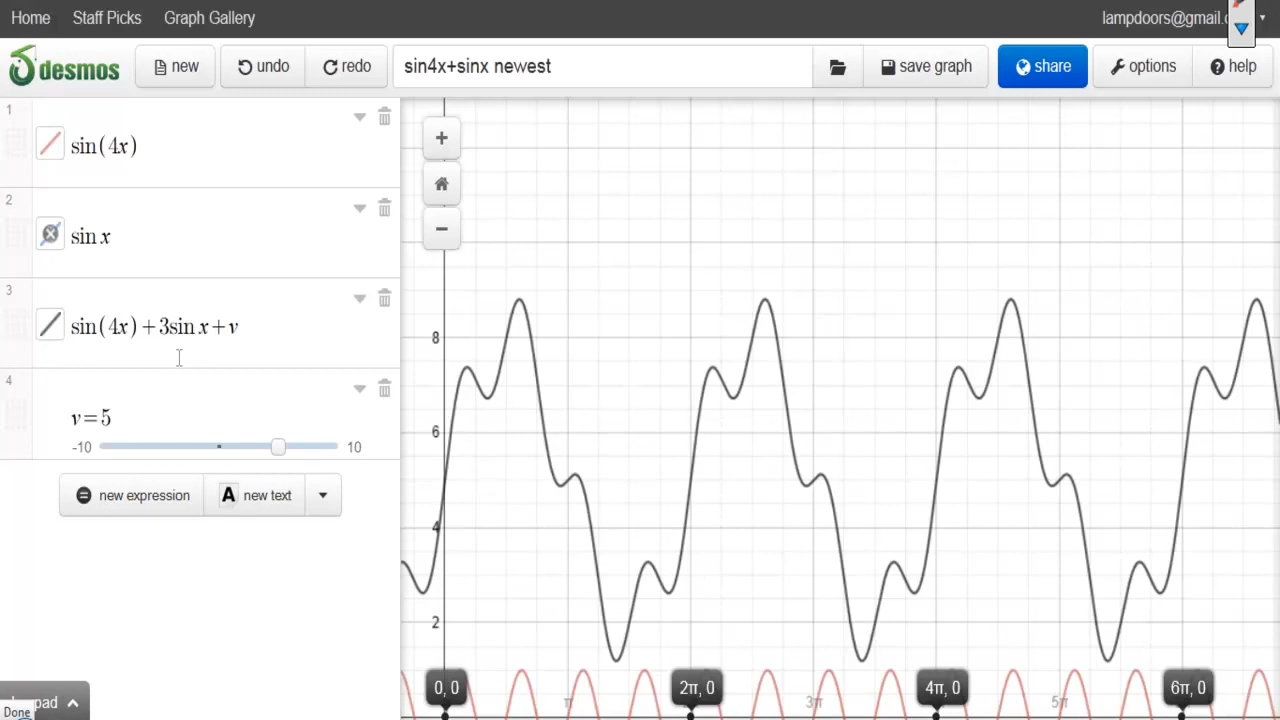 Home Staff Picks Graph Gallery lampdoors@gmail.c
desmos new undo redo sin4x+sinx newest save graph share options help
1
sin(4x)
2
sin x
3
sin(4x)+3sin x+v
4
v=5
-10 10
new expression A new text
8
6
4
2
0, 0 2π, 0 4π, 0 6π, 0
π 3π 5π
pad
Done